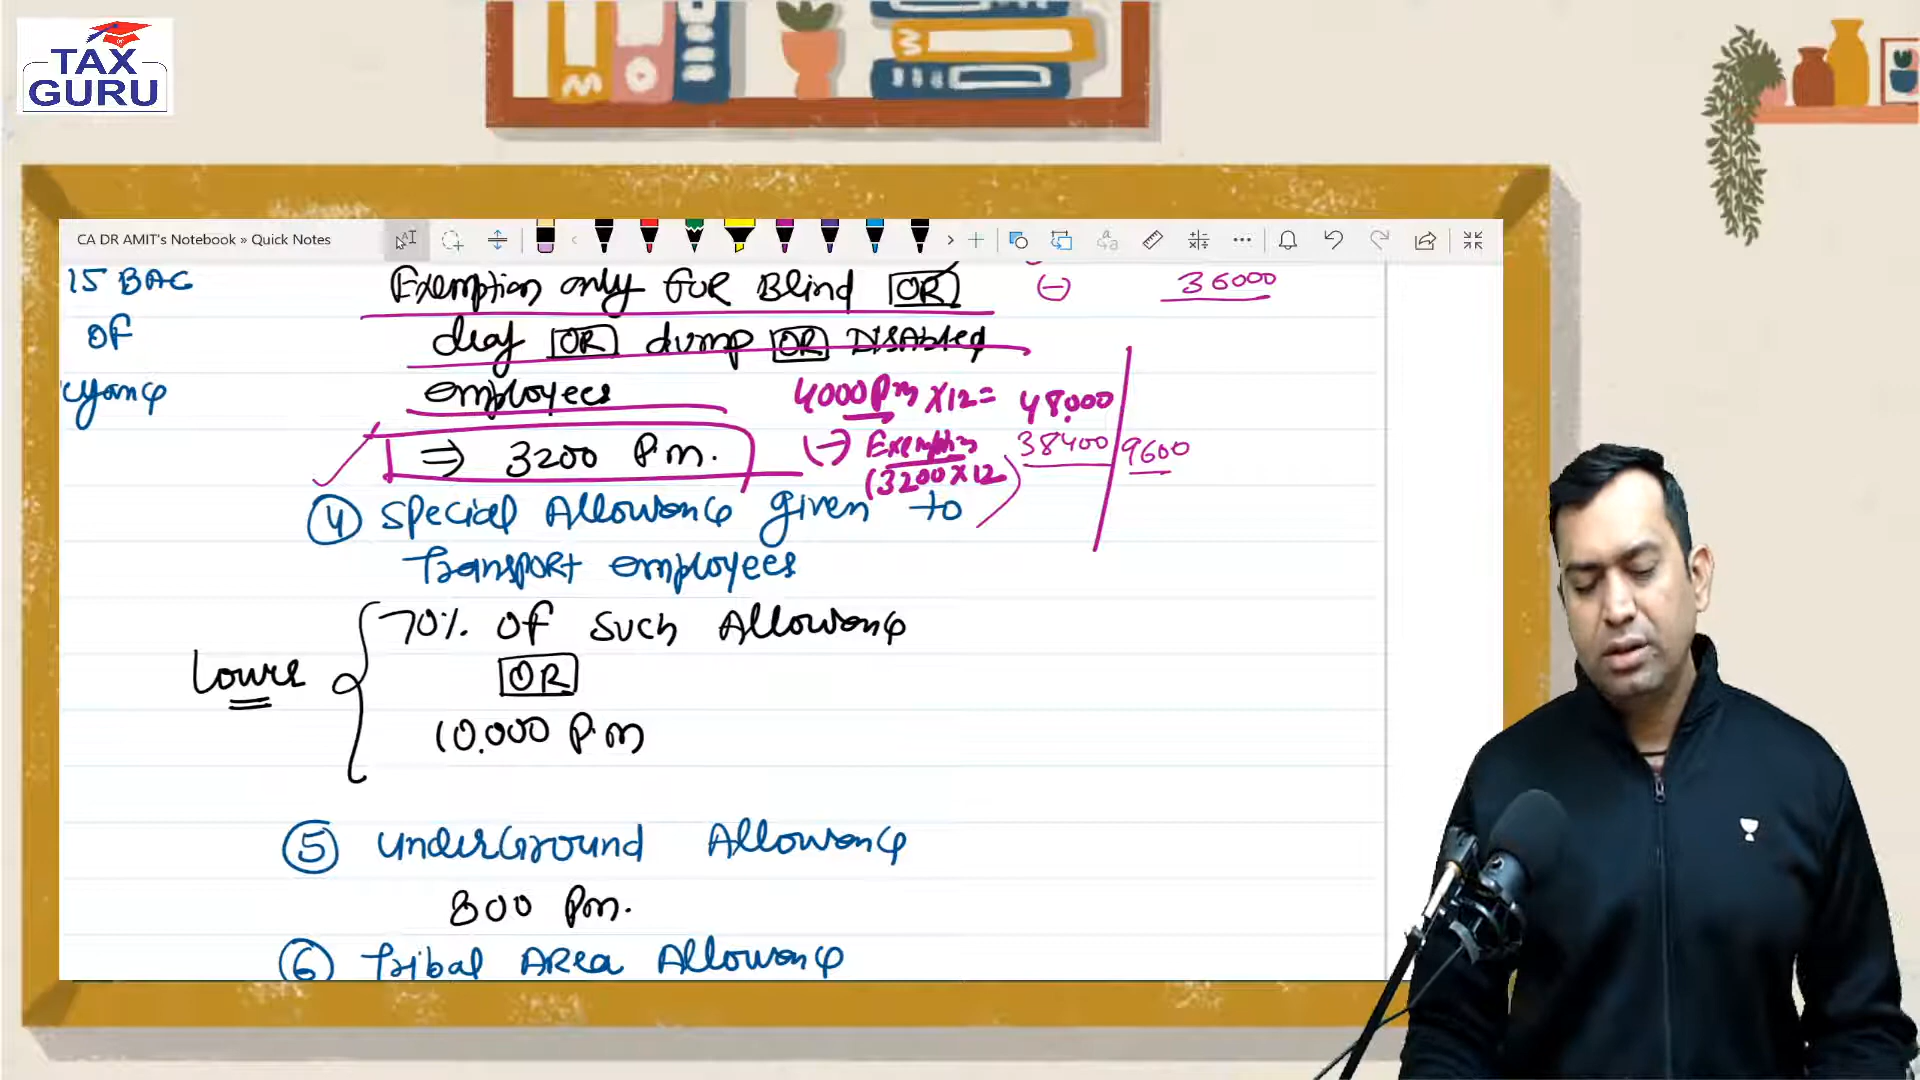 TAX
GURU
CA DR AMIT's Notebook » Quick Notes
15 BAC
OF
Exemption only FOR Blind OR
(-) 36000
deaf OR dump OR DISABled
employees
4000 Pm X12= 48000
⇒ 3200 P.m.
(-) Exemption 38400 9600
(3200X12)
④ Special Allowance given to
Transport employees
70% OF Such Allowance
Lower
OR
10,000 P.m
⑤ UnderGround Allowance
800 Pm.
⑥ Tribal AREA Allowance